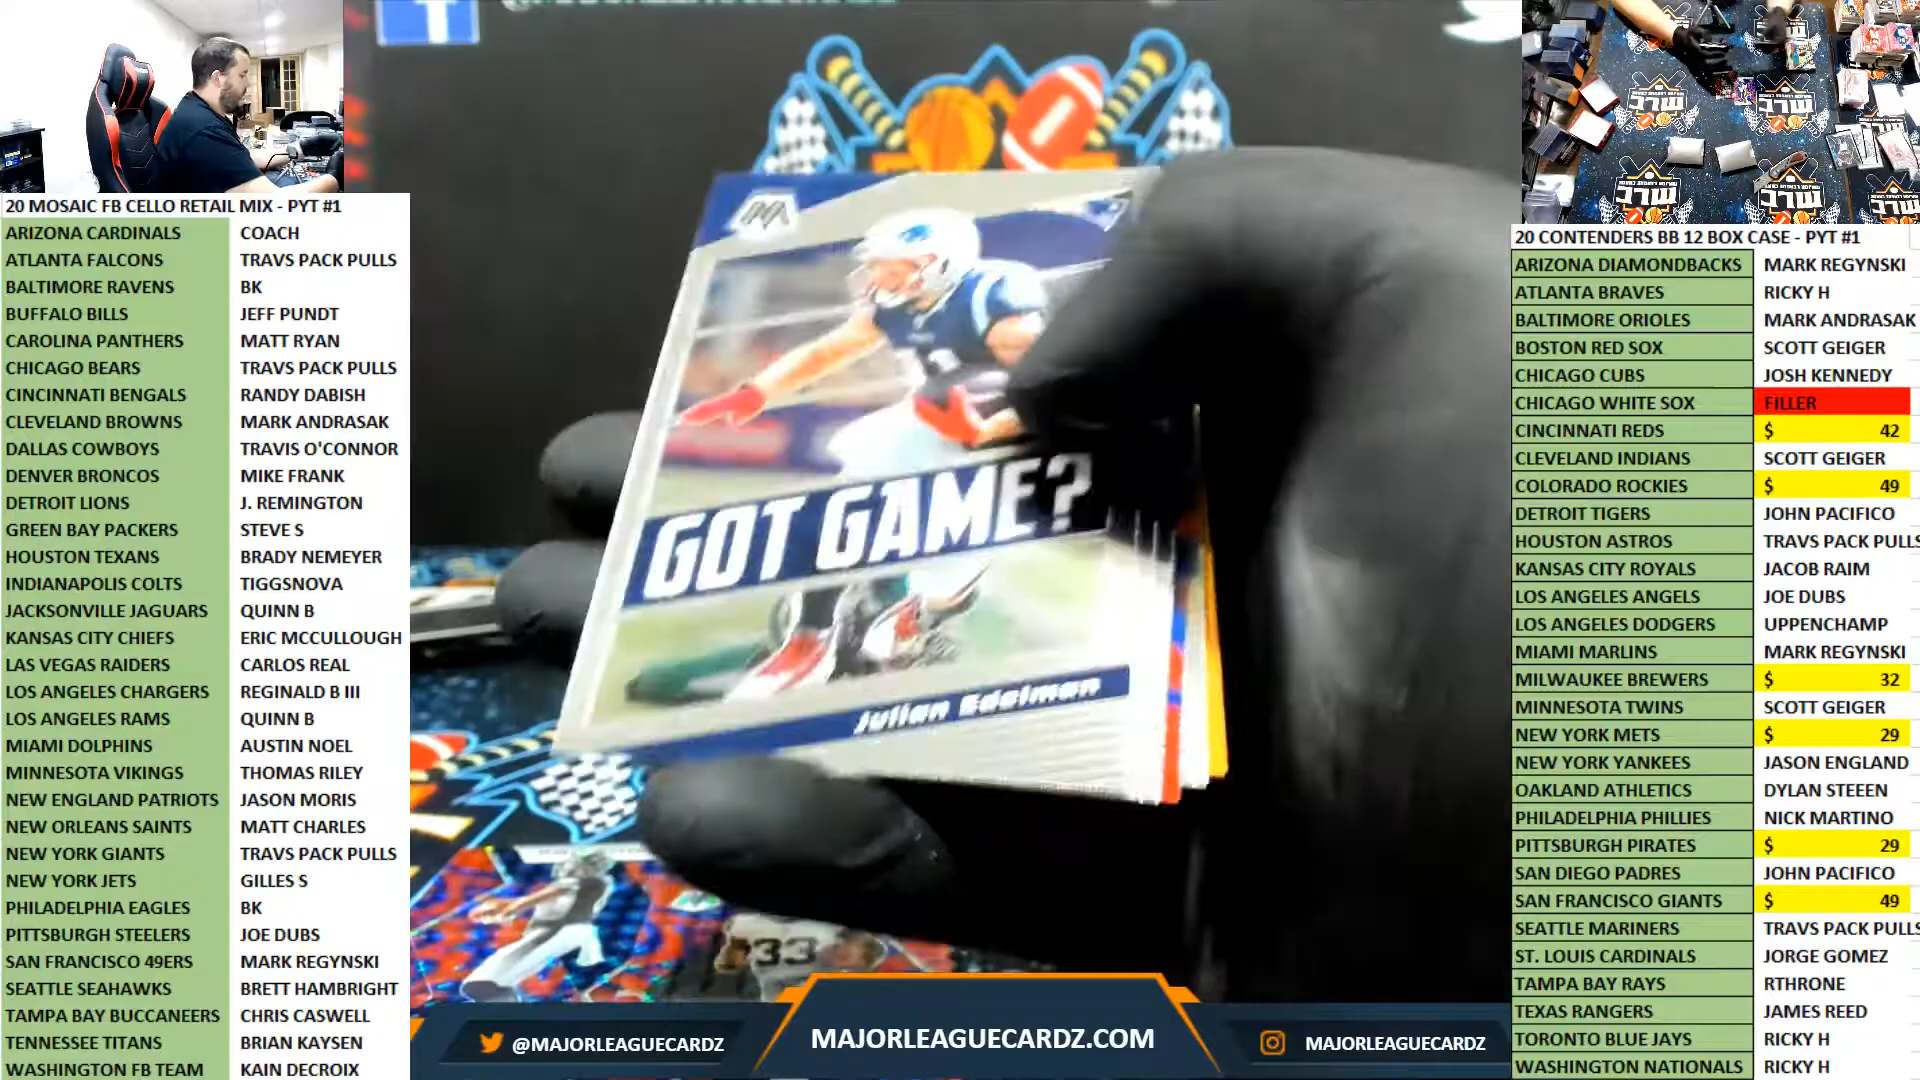 20 MOSAIC FB CELLO RETAIL MIX - PYT #1
ARIZONA CARDINALS COACH
ATLANTA FALCONS TRAVS PACK PULLS
BALTIMORE RAVENS BK
BUFFALO BILLS JEFF PUNDT
CAROLINA PANTHERS MATT RYAN
CHICAGO BEARS TRAVS PACK PULLS
CINCINNATI BENGALS RANDY DABISH
CLEVELAND BROWNS MARK ANDRASAK
DALLAS COWBOYS TRAVIS O'CONNOR
DENVER BRONCOS MIKE FRANK
DETROIT LIONS J. REMINGTON
GREEN BAY PACKERS STEVE S
HOUSTON TEXANS BRADY NEMEYER
INDIANAPOLIS COLTS TIGGSNOVA
JACKSONVILLE JAGUARS QUINN B
KANSAS CITY CHIEFS ERIC MCCULLOUGH
LAS VEGAS RAIDERS CARLOS REAL
LOS ANGELES CHARGERS REGINALD B III
LOS ANGELES RAMS QUINN B
MIAMI DOLPHINS AUSTIN NOEL
MINNESOTA VIKINGS THOMAS RILEY
NEW ENGLAND PATRIOTS JASON MORIS
NEW ORLEANS SAINTS MATT CHARLES
NEW YORK GIANTS TRAVS PACK PULLS
NEW YORK JETS GILLES S
PHILADELPHIA EAGLES BK
PITTSBURGH STEELERS JOE DUBS
SAN FRANCISCO 49ERS MARK REGYNSKI
SEATTLE SEAHAWKS BRETT HAMBRIGHT
TAMPA BAY BUCCANEERS CHRIS CASWELL
TENNESSEE TITANS BRIAN KAYSEN
WASHINGTON FB TEAM KAIN DECROIX
GOT GAME?
Julian Edelman
33
@MAJORLEAGUECARDZ
MAJORLEAGUECARDZ.COM
MAJORLEAGUECARDZ
20 CONTENDERS BB 12 BOX CASE - PYT #1
ARIZONA DIAMONDBACKS MARK REGYNSKI
ATLANTA BRAVES RICKY H
BALTIMORE ORIOLES MARK ANDRASAK
BOSTON RED SOX SCOTT GEIGER
CHICAGO CUBS JOSH KENNEDY
CHICAGO WHITE SOX FILLER
CINCINNATI REDS $ 42
CLEVELAND INDIANS SCOTT GEIGER
COLORADO ROCKIES $ 49
DETROIT TIGERS JOHN PACIFICO
HOUSTON ASTROS TRAVS PACK PULLS
KANSAS CITY ROYALS JACOB RAIM
LOS ANGELES ANGELS JOE DUBS
LOS ANGELES DODGERS UPPENCHAMP
MIAMI MARLINS MARK REGYNSKI
MILWAUKEE BREWERS $ 32
MINNESOTA TWINS SCOTT GEIGER
NEW YORK METS $ 29
NEW YORK YANKEES JASON ENGLAND
OAKLAND ATHLETICS DYLAN STEEEN
PHILADELPHIA PHILLIES NICK MARTINO
PITTSBURGH PIRATES $ 29
SAN DIEGO PADRES JOHN PACIFICO
SAN FRANCISCO GIANTS $ 49
SEATTLE MARINERS TRAVS PACK PULLS
ST. LOUIS CARDINALS JORGE GOMEZ
TAMPA BAY RAYS RTHRONE
TEXAS RANGERS JAMES REED
TORONTO BLUE JAYS RICKY H
WASHINGTON NATIONALS RICKY H